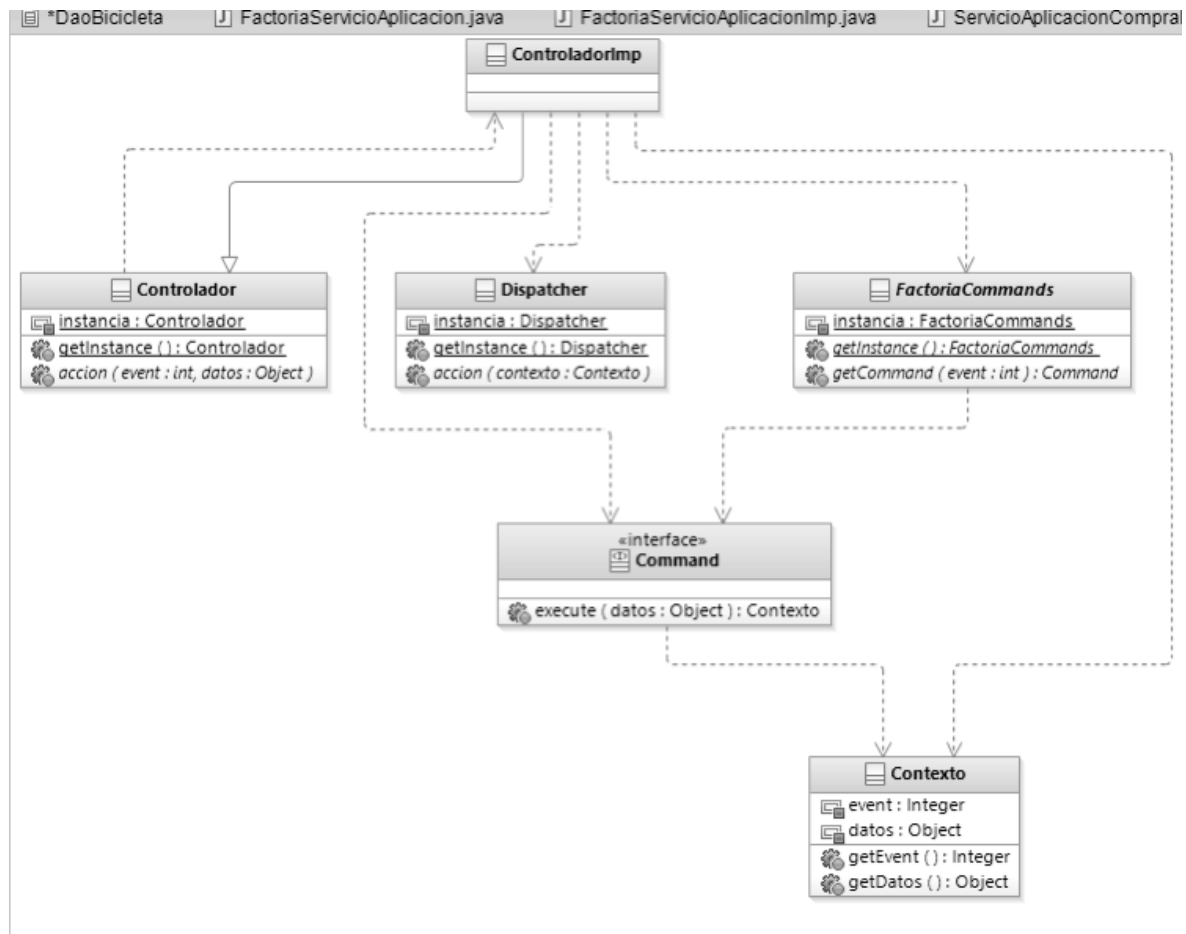 *DaoBicicleta FactoriaServicioAplicacion.java FactoriaServicioAplicacionImp.java ServicioAplicacionCompra
ControladorImp
Controlador
instancia : Controlador
getInstance ( ) : Controlador
accion ( event : int, datos : Object )
Dispatcher
instancia : Dispatcher
getInstance ( ) : Dispatcher
accion ( contexto : Contexto )
FactoriaCommands
instancia : FactoriaCommands
getInstance ( ) : FactoriaCommands
getCommand ( event : int ) : Command
«interface»
Command
execute ( datos : Object ) : Contexto
Contexto
event : Integer
datos : Object
getEvent ( ) : Integer
getDatos ( ) : Object